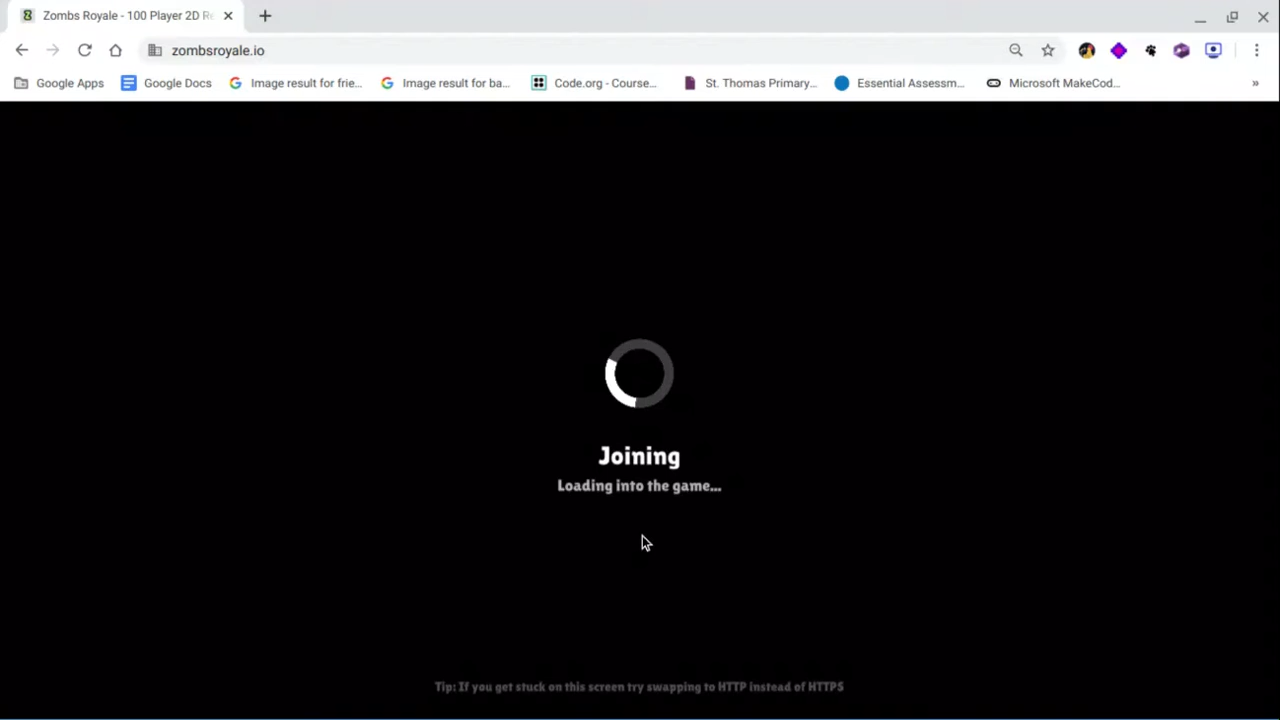 Zombs Royale - 100 Player 2D Re
zombsroyale.io
Google Apps
Google Docs
Image result for frie...
Image result for ba...
Code.org - Course...
St. Thomas Primary...
Essential Assessm...
Microsoft MakeCod...
Joining
Loading into the game...
Tip: If you get stuck on this screen try swapping to HTTP instead of HTTPS